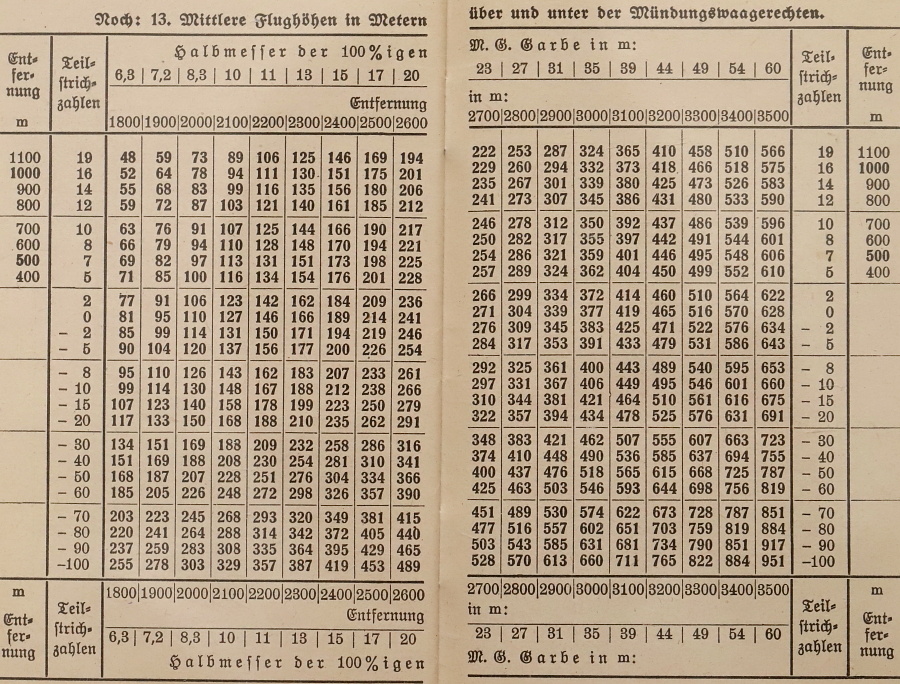 Noch: 13. Mittlere Flughöhen in Metern über und unter der Mündungswaagerechten.
Ent- Teil- Halbmesser der 100%igen M. G. Garbe in m: Teil- Ent-
fer- strich- 6,3 | 7,2 | 8,3 | 10 | 11 | 13 | 15 | 17 | 20 23 | 27 | 31 | 35 | 39 | 44 | 49 | 54 | 60 strich- fer-
nung zahlen Entfernung in m: zahlen nung
m 1800|1900|2000|2100|2200|2300|2400|2500|2600 2700|2800|2900|3000|3100|3200|3300|3400|3500 m
1100 19 48 59 73 89 106 125 146 169 194 222 253 287 324 365 410 458 510 566 19 1100
1000 16 52 64 78 94 111 130 151 175 201 229 260 294 332 373 418 466 518 575 16 1000
900 14 55 68 83 99 116 135 156 180 206 235 267 301 339 380 425 473 526 583 14 900
800 12 59 72 87 103 121 140 161 185 212 241 273 307 345 386 431 480 533 590 12 800
700 10 63 76 91 107 125 144 166 190 217 246 278 312 350 392 437 486 539 596 10 700
600 8 66 79 94 110 128 148 170 194 221 250 282 317 355 397 442 491 544 601 8 600
500 7 69 82 97 113 131 151 173 198 225 254 286 321 359 401 446 495 548 606 7 500
400 5 71 85 100 116 134 154 176 201 228 257 289 324 362 404 450 499 552 610 5 400
2 77 91 106 123 142 162 184 209 236 266 299 334 372 414 460 510 564 622 2
0 81 95 110 127 146 166 189 214 241 271 304 339 377 419 465 516 570 628 0
– 2 85 99 114 131 150 171 194 219 246 276 309 345 383 425 471 522 576 634 – 2
– 5 90 104 120 137 156 177 200 226 254 284 317 353 391 433 479 531 586 643 – 5
– 8 95 110 126 143 162 183 207 233 261 292 325 361 400 443 489 540 595 653 – 8
– 10 99 114 130 148 167 188 212 238 266 297 331 367 406 449 495 546 601 660 – 10
– 15 107 123 140 158 178 199 223 250 279 310 344 381 421 464 510 561 616 675 – 15
– 20 117 133 150 168 188 210 235 262 291 322 357 394 434 478 525 576 631 691 – 20
– 30 134 151 169 188 209 232 258 286 316 348 383 421 462 507 555 607 663 723 – 30
– 40 151 169 188 208 230 254 281 310 341 374 410 448 490 536 585 637 694 755 – 40
– 50 168 187 207 228 251 276 304 334 366 400 437 476 518 565 615 668 725 787 – 50
– 60 185 205 226 248 272 298 326 357 390 425 463 503 546 593 644 698 756 819 – 60
– 70 203 223 245 268 293 320 349 381 415 451 489 530 574 622 673 728 787 851 – 70
– 80 220 241 264 288 314 342 372 405 440 477 516 557 602 651 703 759 819 884 – 80
– 90 237 259 283 308 335 364 395 429 465 503 543 585 631 681 734 790 851 917 – 90
–100 255 278 303 329 357 387 419 453 489 528 570 613 660 711 765 822 884 951 –100
m 1800|1900|2000|2100|2200|2300|2400|2500|2600 2700|2800|2900|3000|3100|3200|3300|3400|3500 m
Ent- Teil- Entfernung in m: Teil- Ent-
fer- strich- 6,3 | 7,2 | 8,3 | 10 | 11 | 13 | 15 | 17 | 20 23 | 27 | 31 | 35 | 39 | 44 | 49 | 54 | 60 strich- fer-
nung zahlen Halbmesser der 100%igen M. G. Garbe in m: zahlen nung